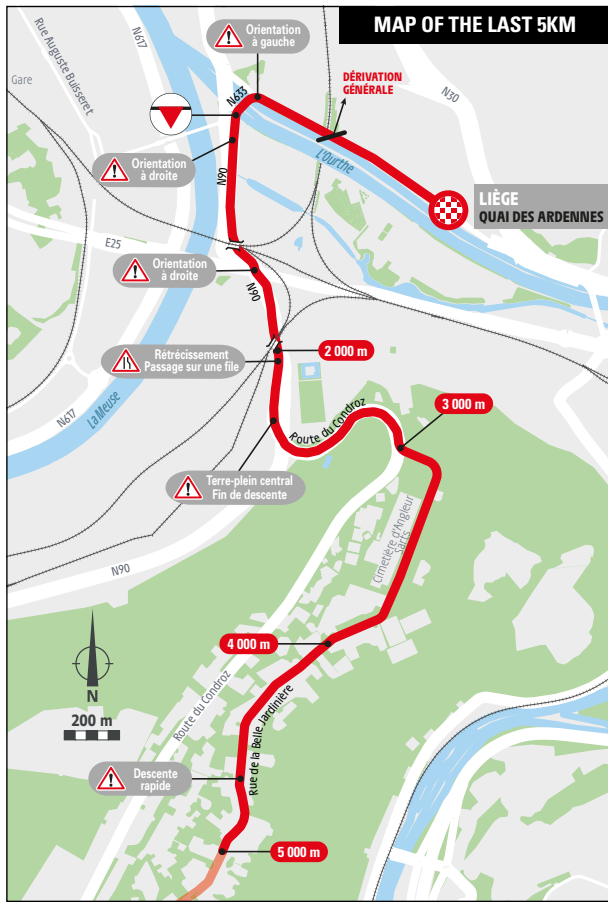 MAP OF THE LAST 5KM
Rue Auguste Buisseret
N617
Orientation
à gauche
Gare
DÉRIVATION
GÉNÉRALE
N633
N30
L'Ourthe
Orientation
à droite
N90
LIÈGE
QUAI DES ARDENNES
E25
Orientation
à droite
N90
2 000 m
Rétrécissement
Passage sur une file
La Meuse
N617
3 000 m
Route du Condroz
Terre-plein central
Fin de descente
Cimetière d'Angleur
Sarts
N90
4 000 m
N
200 m
Route du Condroz
Rue de la Belle Jardinière
Descente
rapide
5 000 m